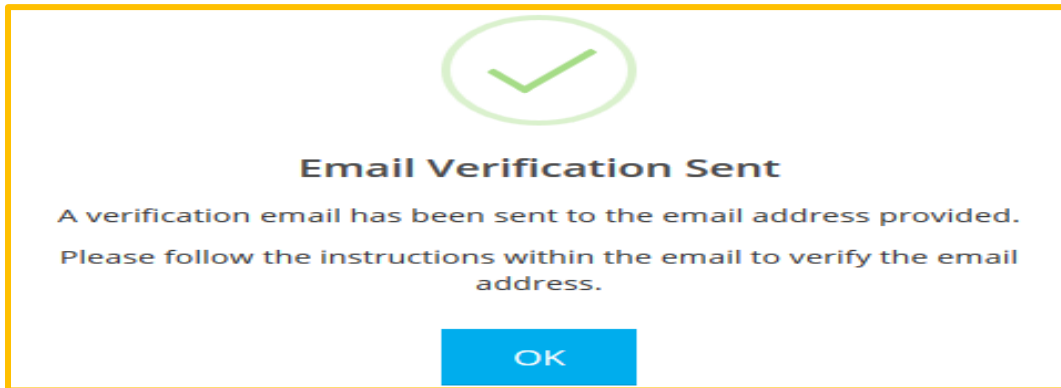 Email Verification Sent
A verification email has been sent to the email address provided.
Please follow the instructions within the email to verify the email
address.
OK